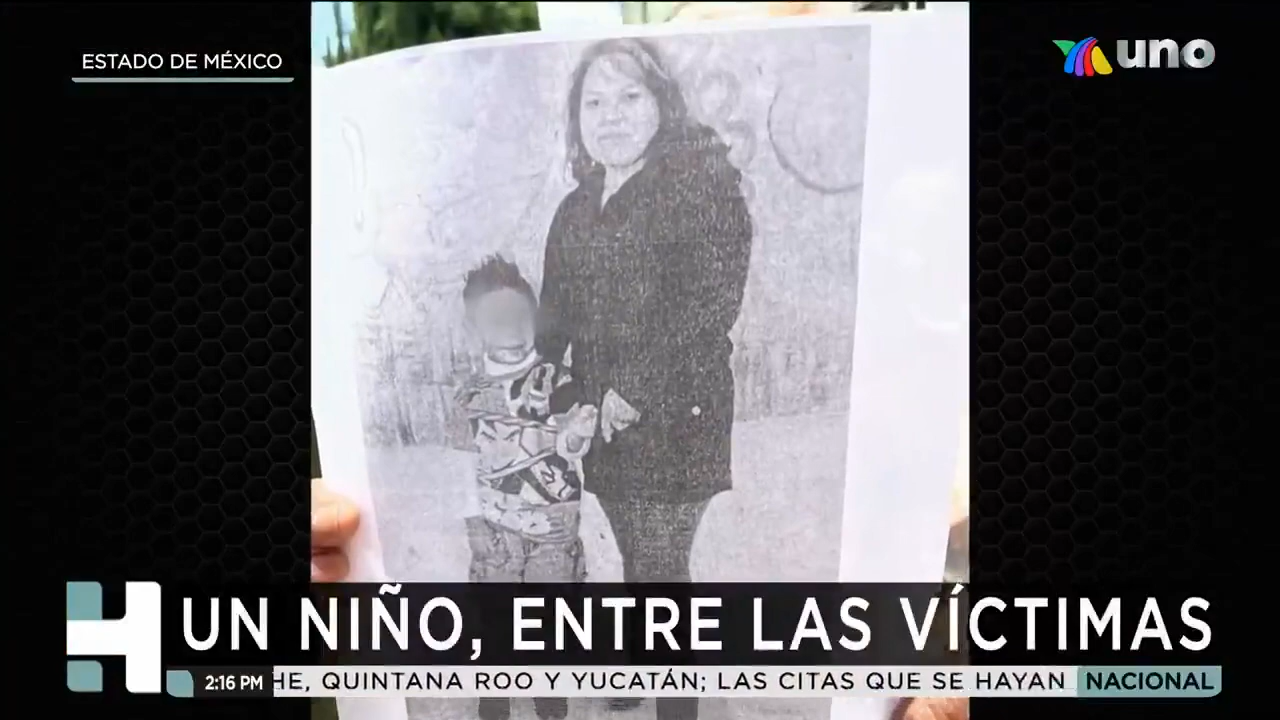 ESTADO DE MÉXICO
uno
UN NIÑO, ENTRE LAS VÍCTIMAS
2:16 PM
HE, QUINTANA ROO Y YUCATÁN; LAS CITAS QUE SE HAYAN
NACIONAL